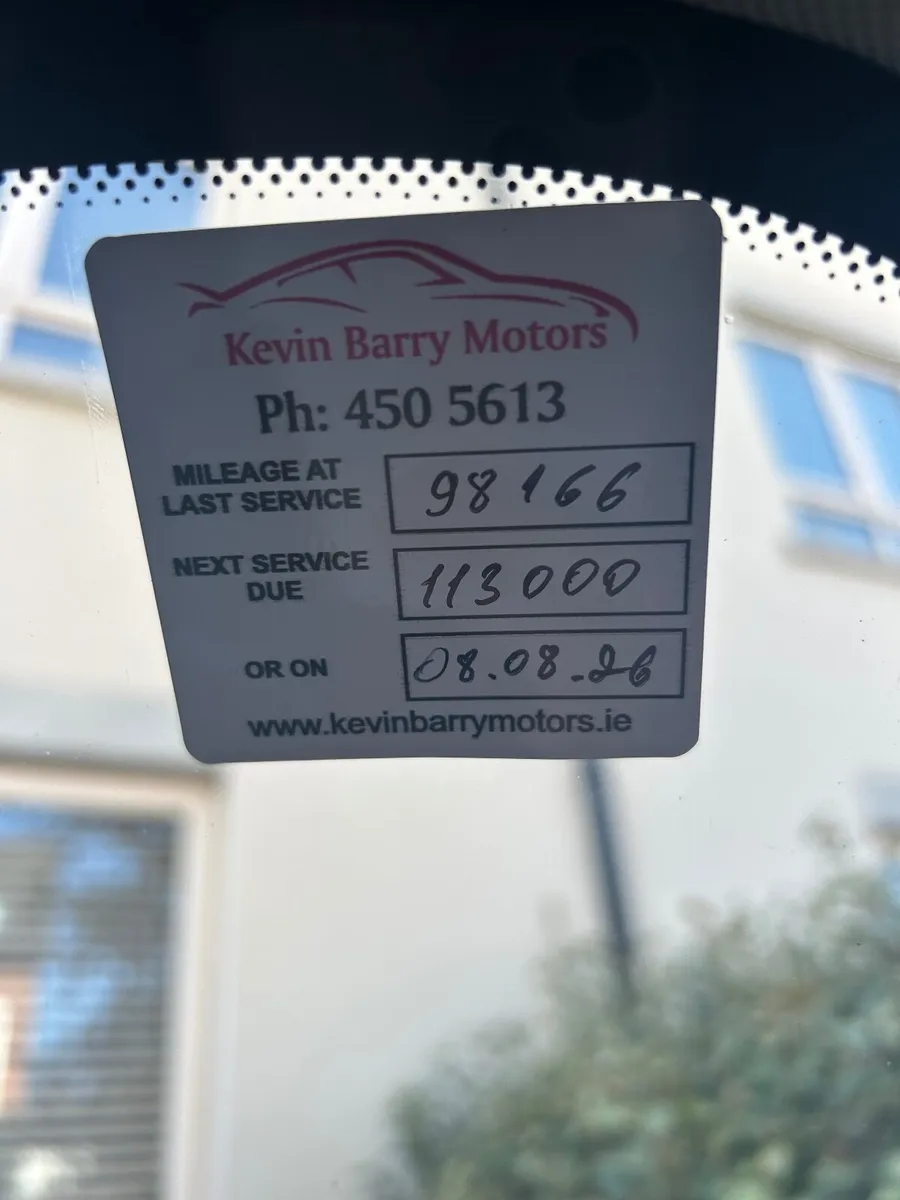 Kevin Barry Motors
Ph: 450 5613
MILEAGE AT
LAST SERVICE
98166
NEXT SERVICE
DUE
113000
OR ON
08.08.26
www.kevinbarrymotors.ie